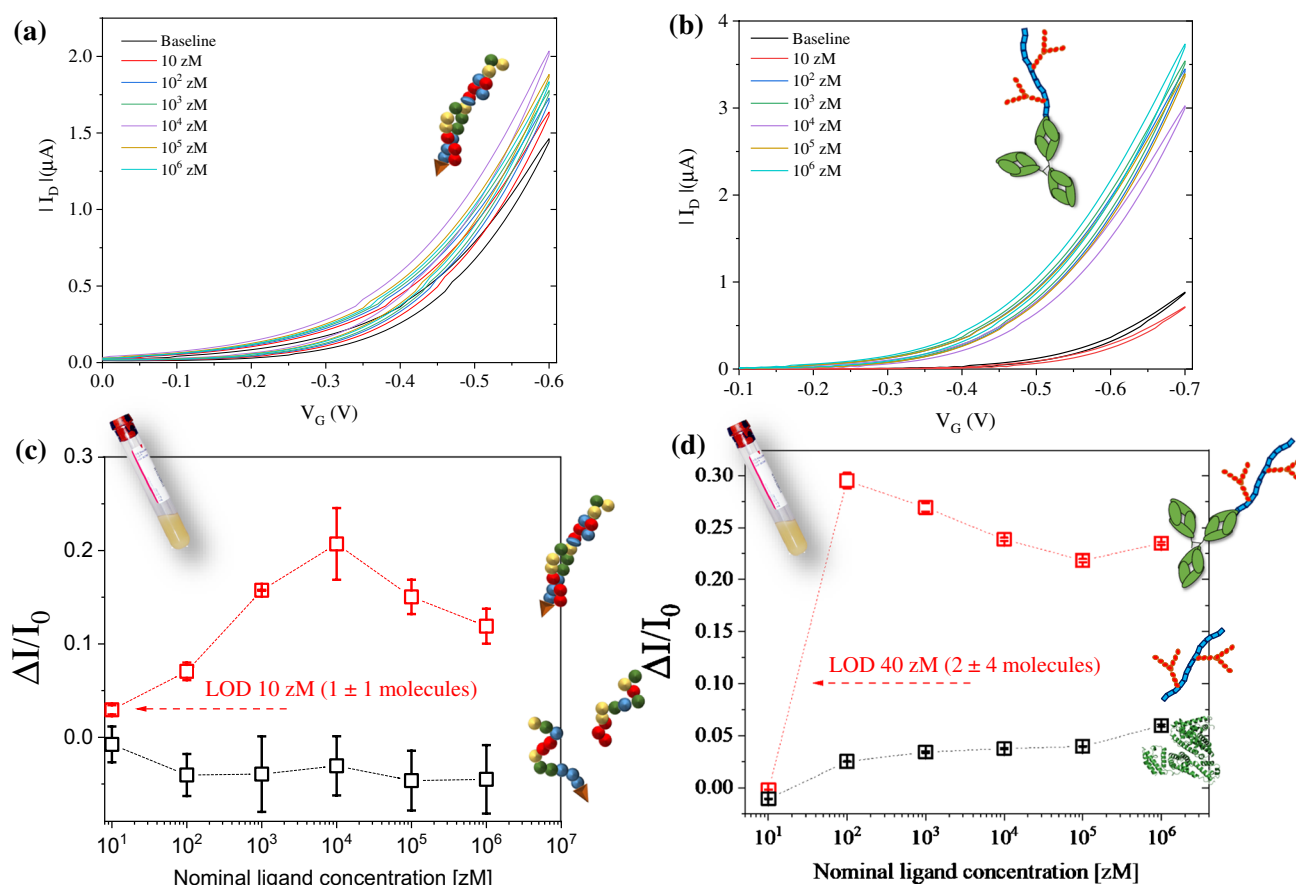 (a)
Baseline
10 zM
10² zM
10³ zM
10⁴ zM
10⁵ zM
10⁶ zM
2.0
1.5
1.0
0.5
0.0
| I_D |(μA)
0.0 -0.1 -0.2 -0.3 -0.4 -0.5 -0.6
V_G (V)
(b)
Baseline
10 zM
10² zM
10³ zM
10⁴ zM
10⁵ zM
10⁶ zM
4
3
2
1
0
| I_D |(μA)
-0.1 -0.2 -0.3 -0.4 -0.5 -0.6 -0.7
V_G (V)
(c)
0.3
0.2
0.1
0.0
ΔI/I₀
LOD 10 zM (1 ± 1 molecules)
10¹ 10² 10³ 10⁴ 10⁵ 10⁶ 10⁷
Nominal ligand concentration [zM]
(d)
0.30
0.25
0.20
0.15
0.10
0.05
0.00
ΔI/I₀
LOD 40 zM (2 ± 4 molecules)
10¹ 10² 10³ 10⁴ 10⁵ 10⁶
Nominal ligand concentration [zM]